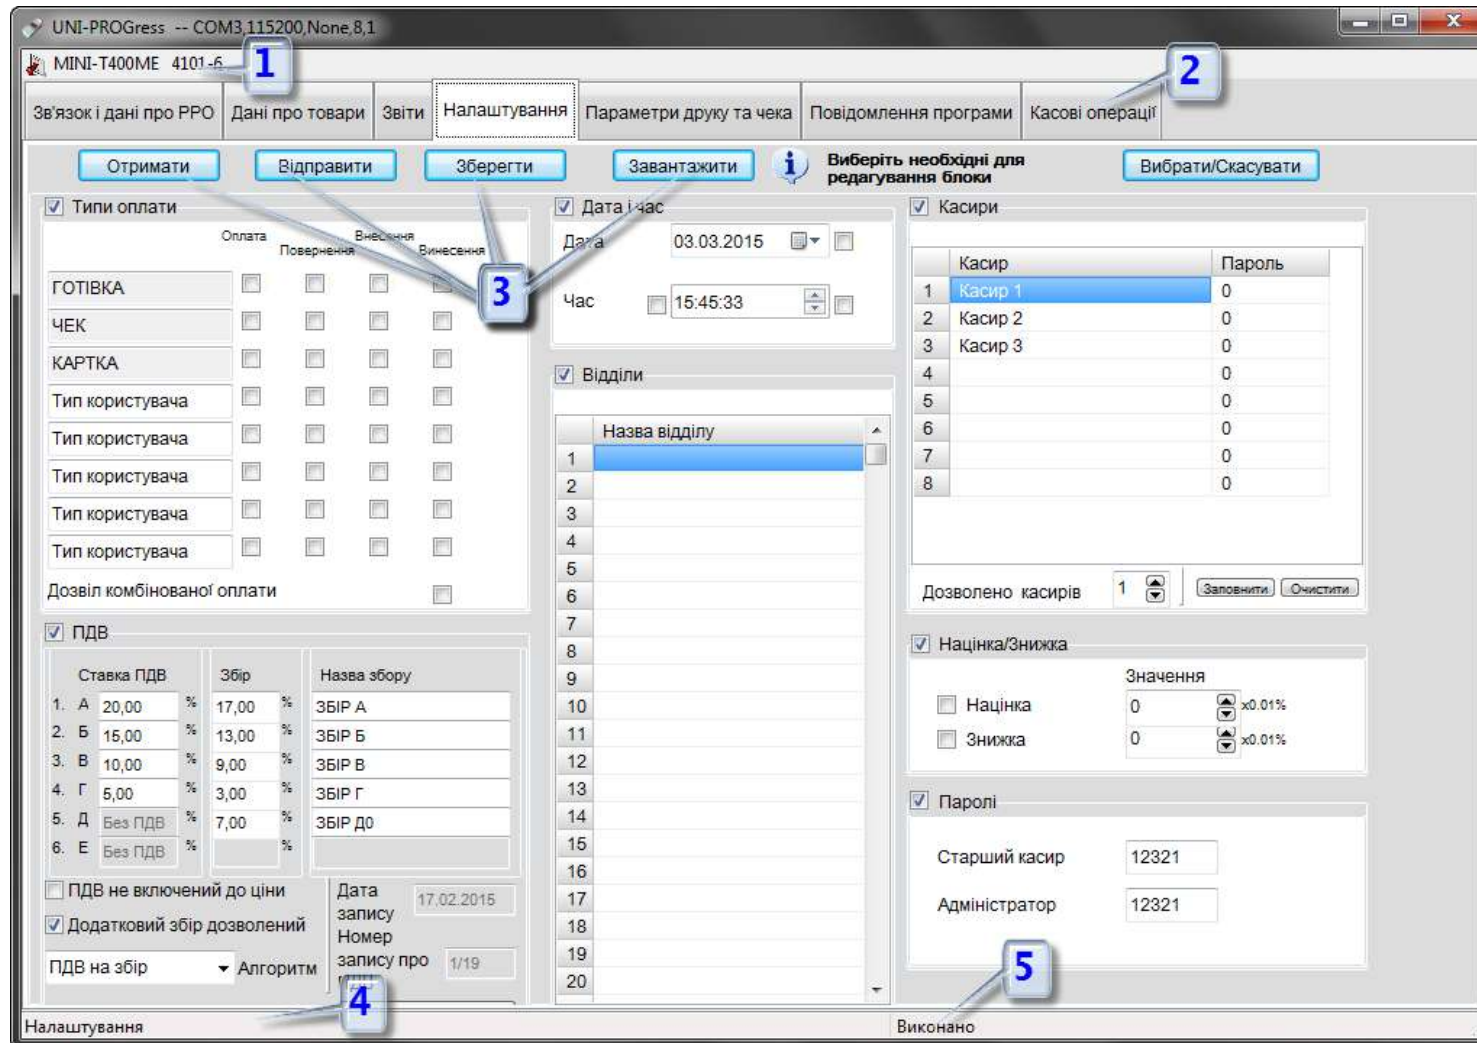 UNI-PROGress -- COM3,115200,None,8,1
MINI-T400ME 4101-6
1
2
Зв'язок і дані про РРО Дані про товари Звіти Налаштування Параметри друку та чека Повідомлення програми Касові операції
Отримати Відправити Зберегти Завантажити i Виберіть необхідні для редагування блоки Вибрати/Скасувати
Типи оплати
Оплата Повернення Внесення Винесення
ГОТІВКА
ЧЕК
КАРТКА
Тип користувача
Тип користувача
Тип користувача
Тип користувача
Тип користувача
Дозвіл комбінованої оплати
3
Дата і час
Дата 03.03.2015
Час 15:45:33
Касири
Касир Пароль
1 Касир 1 0
2 Касир 2 0
3 Касир 3 0
4 0
5 0
6 0
7 0
8 0
Дозволено касирів 1 Заповнити Очистити
Відділи
Назва відділу
1
2
3
4
5
6
7
8
9
10
11
12
13
14
15
16
17
18
19
20
ПДВ
Ставка ПДВ Збір Назва збору
1. А 20,00 % 17,00 % ЗБІР А
2. Б 15,00 % 13,00 % ЗБІР Б
3. В 10,00 % 9,00 % ЗБІР В
4. Г 5,00 % 3,00 % ЗБІР Г
5. Д Без ПДВ % 7,00 % ЗБІР Д0
6. Е Без ПДВ % %
ПДВ не включений до ціни
Додатковий збір дозволений
ПДВ на збір Алгоритм
Дата
запису 17.02.2015
Номер
запису про 1/19
Націнка/Знижка
Значення
Націнка 0 x0.01%
Знижка 0 x0.01%
Паролі
Старший касир 12321
Адміністратор 12321
4
5
Налаштування Виконано